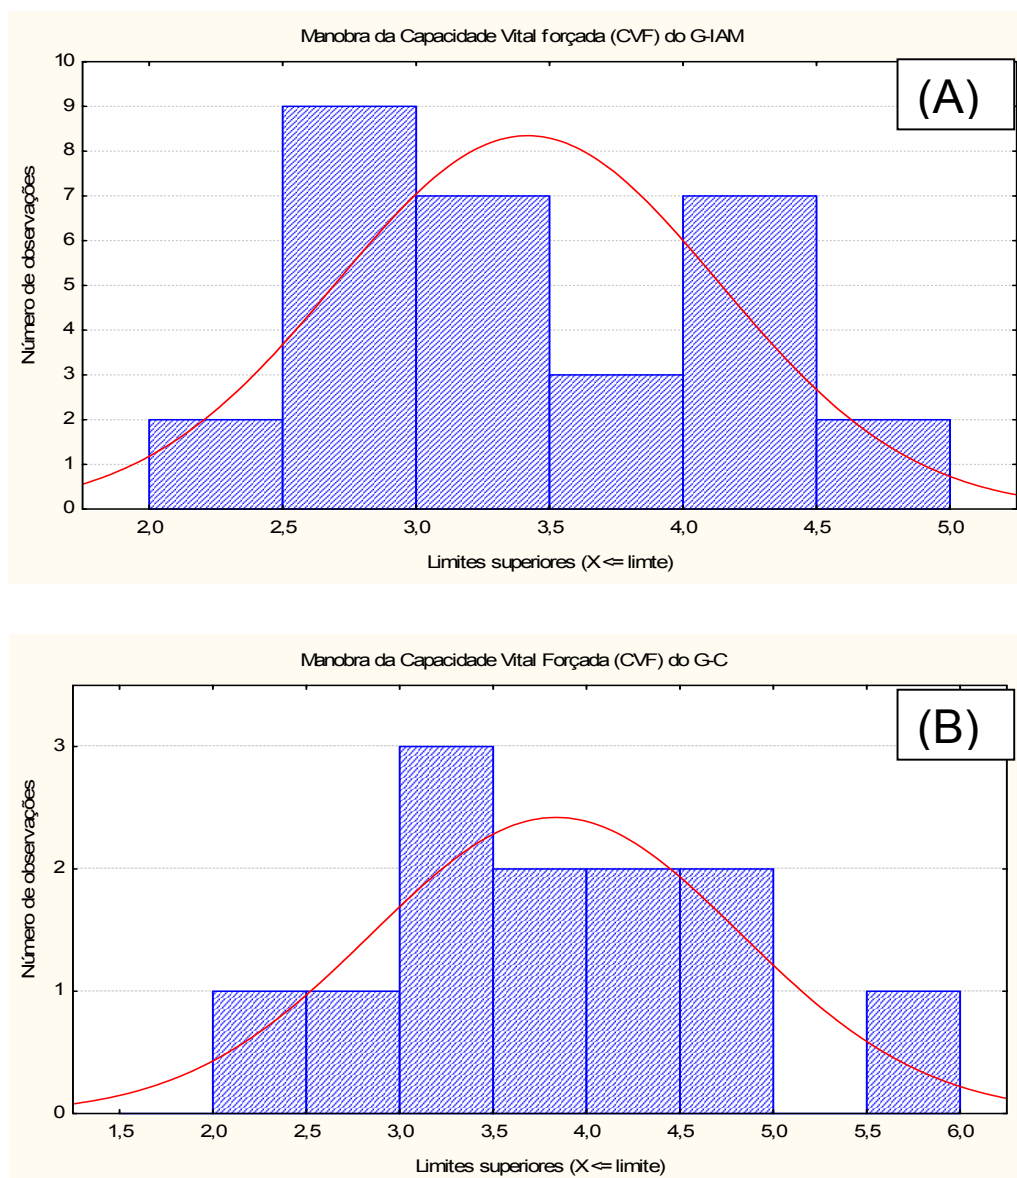 Manobra da Capacidade Vital forçada (CVF) do G-IAM
(A)
10
9
8
7
6
5
4
3
2
1
0
Número de observações
2,0 2,5 3,0 3,5 4,0 4,5 5,0
Limites superiores (X <= limte)
Manobra da Capacidade Vital Forçada (CVF) do G-C
(B)
3
2
1
0
Número de observações
1,5 2,0 2,5 3,0 3,5 4,0 4,5 5,0 5,5 6,0
Limites superiores (X <= limite)